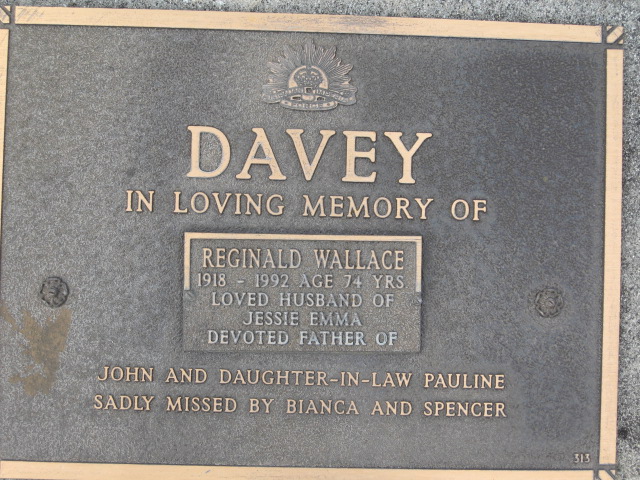 DAVEY
IN LOVING MEMORY OF
REGINALD WALLACE
1918 - 1992 AGE 74 YRS
LOVED HUSBAND OF
JESSIE EMMA
DEVOTED FATHER OF
JOHN AND DAUGHTER-IN-LAW PAULINE
SADLY MISSED BY BIANCA AND SPENCER
313